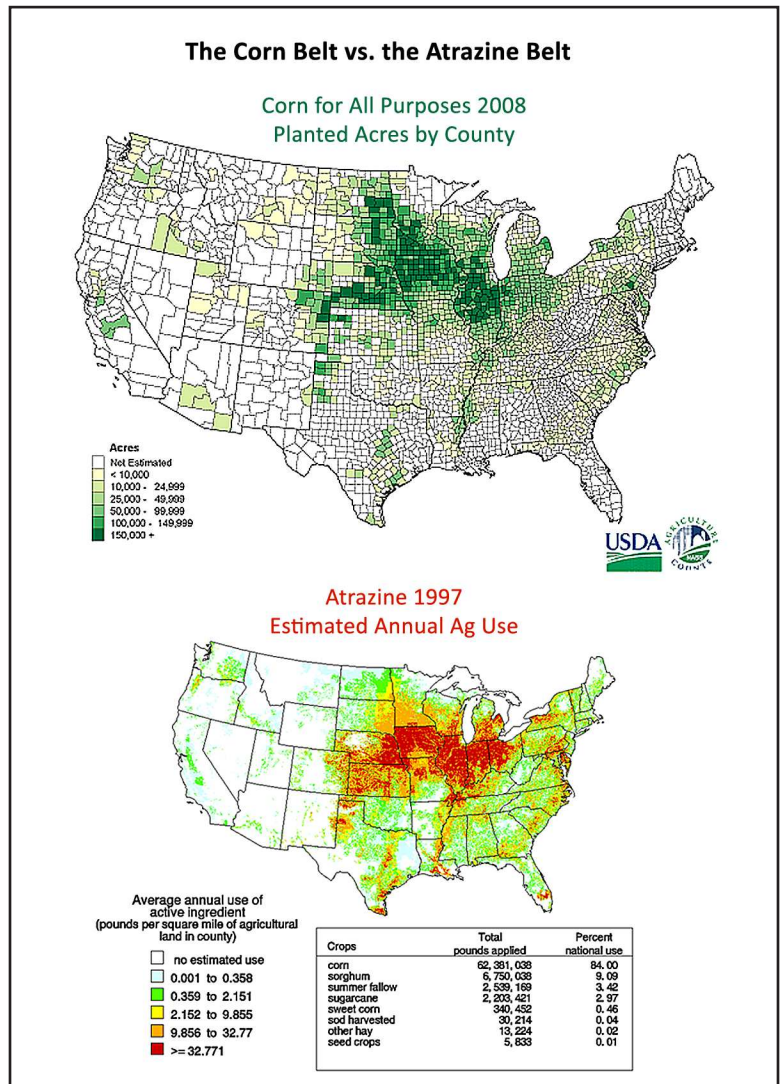 The Corn Belt vs. the Atrazine Belt
Corn for All Purposes 2008
Planted Acres by County
Acres
Not Estimated
< 10,000
10,000 - 24,999
25,000 - 49,999
50,000 - 99,999
100,000 - 149,999
150,000 +
USDA
AGRICULTURE
COUNTS
Atrazine 1997
Estimated Annual Ag Use
Average annual use of
active ingredient
(pounds per square mile of agricultural
land in county)
no estimated use
0.001 to 0.358
0.359 to 2.151
2.152 to 9.855
9.856 to 32.77
>= 32.771
Crops Total pounds applied Percent national use
corn 62,381,038 84.00
sorghum 6,750,038 9.09
summer fallow 2,539,169 3.42
sugarcane 2,203,421 2.97
sweet corn 340,452 0.46
sod harvested 30,214 0.04
other hay 13,224 0.02
seed crops 5,833 0.01